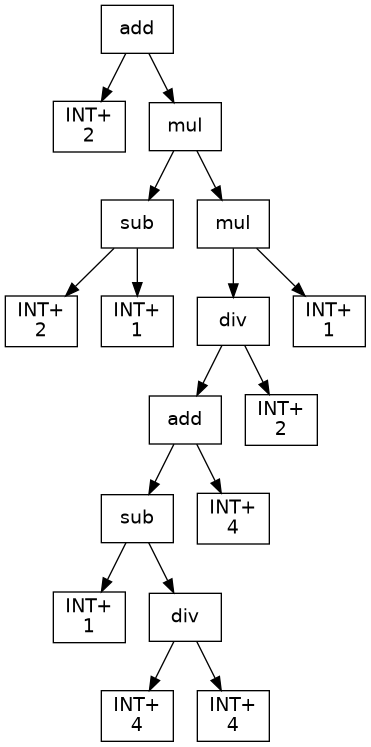 add
INT+
2
mul
sub
mul
INT+
2
INT+
1
div
INT+
1
add
INT+
2
sub
INT+
4
INT+
1
div
INT+
4
INT+
4